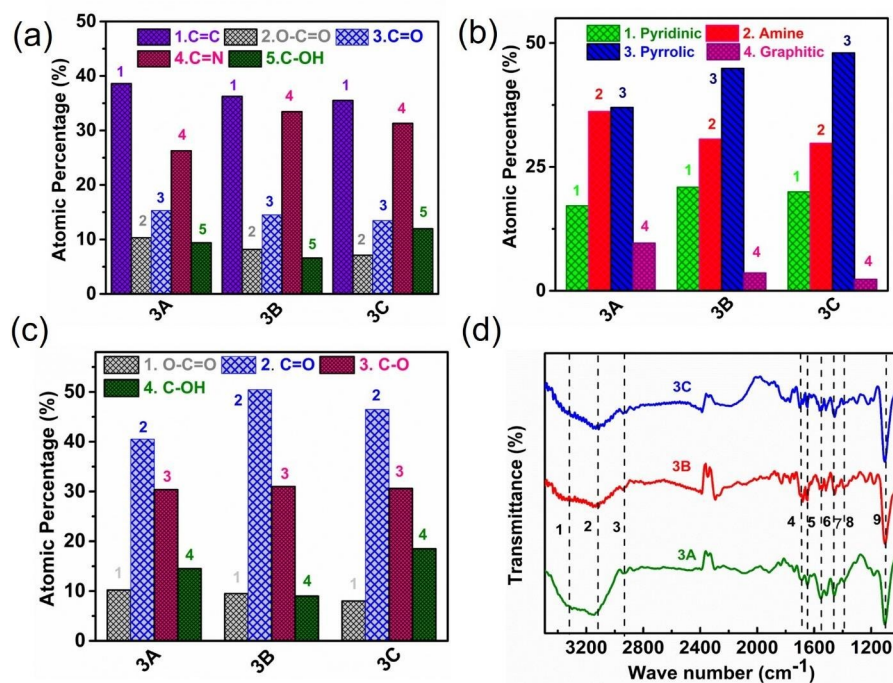 (a)
1.C=C 2.O-C=O 3.C=O
4.C=N 5.C-OH
Atomic Percentage (%)
50
40
30
20
10
0
1 2 3 4 5
1 2 3 4 5
1 2 3 4 5
3A 3B 3C
(b)
1. Pyridinic 2. Amine
3. Pyrrolic 4. Graphitic
Atomic Percentage (%)
50
25
0
1 2 3 4
1 2 3 4
1 2 3 4
3A 3B 3C
(c)
1. O-C=O 2. C=O 3. C-O
4. C-OH
Atomic Percentage (%)
50
40
30
20
10
0
1 2 3 4
1 2 3 4
1 2 3 4
3A 3B 3C
(d)
Transmittance (%)
3C
3B
1 2 3 4 5 6 7 8 9
3A
3200 2800 2400 2000 1600 1200
Wave number (cm-1)